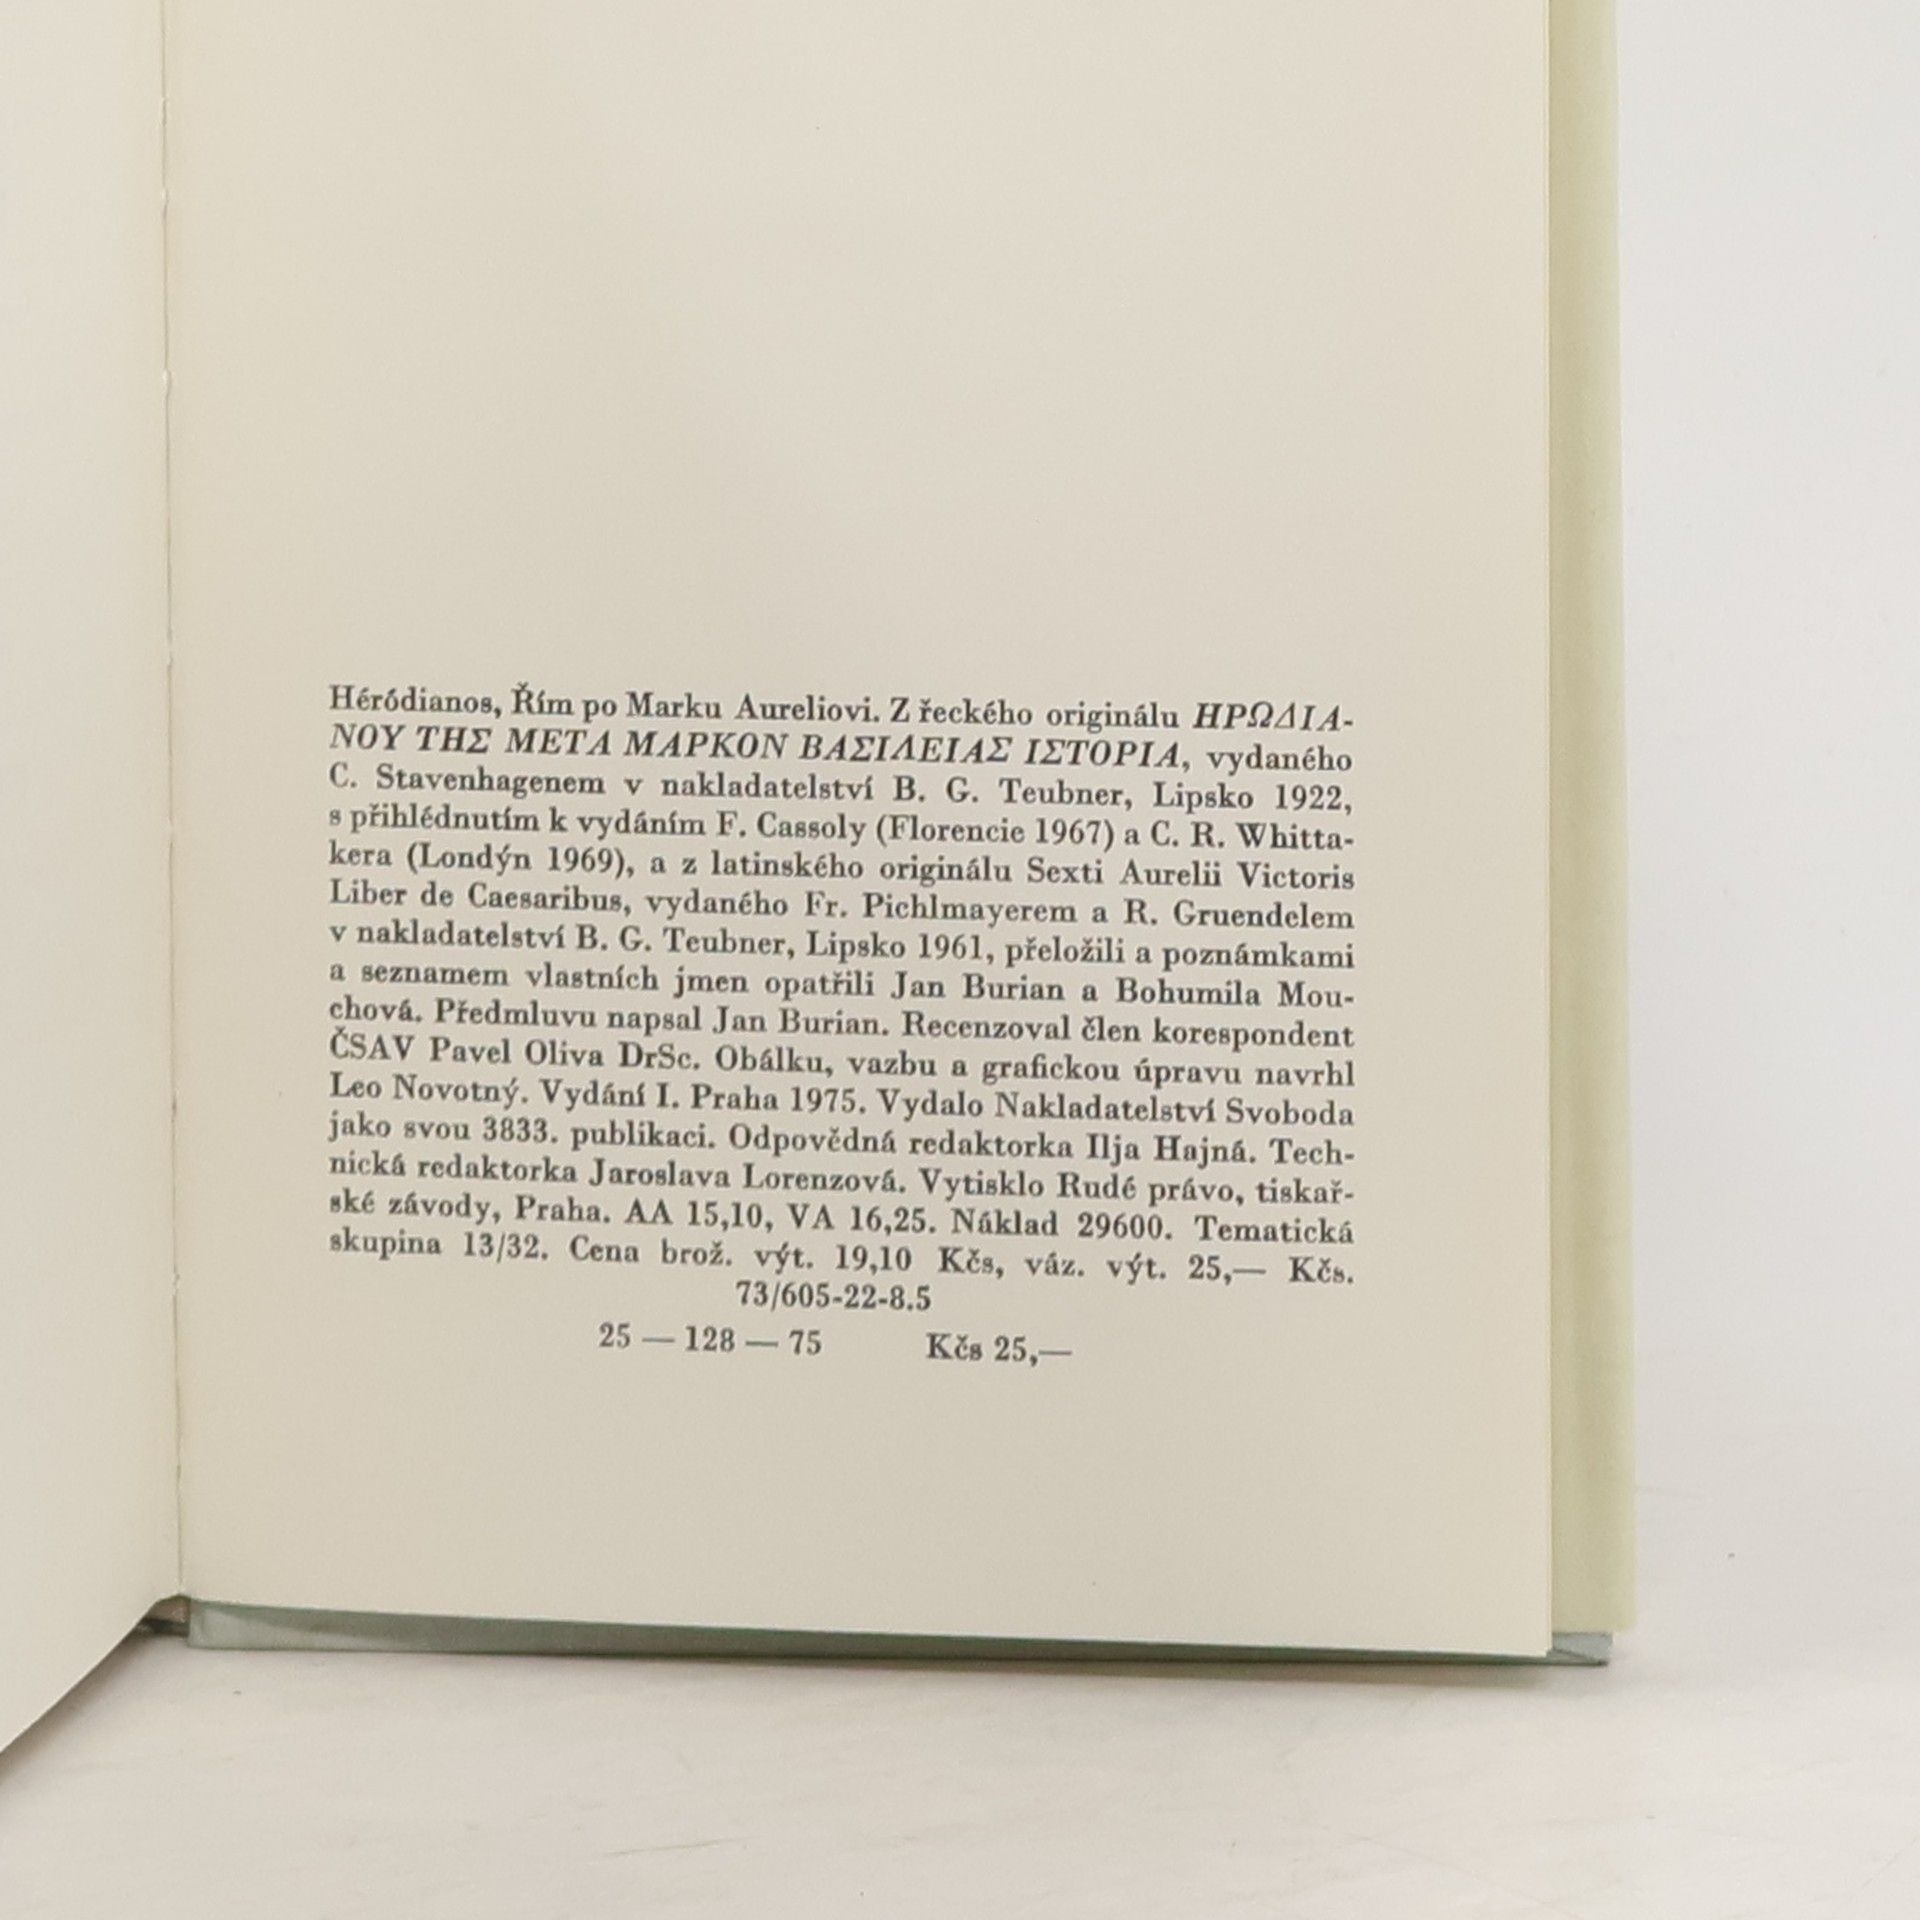 Héródianos, Řím po Marku Aureliovi. Z řeckého originálu ΗΡΩΔΙΑ-
ΝΟΥ ΤΗΣ ΜΕΤΑ ΜΑΡΚΟΝ ΒΑΣΙΛΕΙΑΣ ΙΣΤΟΡΙΑ, vydaného
C. Stavenhagenem v nakladatelství B. G. Teubner, Lipsko 1922,
s přihlédnutím k vydáním F. Cassoly (Florencie 1967) a C. R. Whitta-
kera (Londýn 1969), a z latinského originálu Sexti Aurelii Victoris
Liber de Caesaribus, vydaného Fr. Pichlmayerem a R. Gruendelem
v nakladatelství B. G. Teubner, Lipsko 1961, přeložili a poznámkami
a seznamem vlastních jmen opatřili Jan Burian a Bohumila Mou-
chová. Předmluvu napsal Jan Burian. Recenzoval člen korespondent
ČSAV Pavel Oliva DrSc. Obálku, vazbu a grafickou úpravu navrhl
Leo Novotný. Vydání I. Praha 1975. Vydalo Nakladatelství Svoboda
jako svou 3833. publikaci. Odpovědná redaktorka Ilja Hajná. Tech-
nická redaktorka Jaroslava Lorenzová. Vytisklo Rudé právo, tiskař-
ské závody, Praha. AA 15,10, VA 16,25. Náklad 29600. Tematická
skupina 13/32. Cena brož. výt. 19,10 Kčs, váz. výt. 25,— Kčs.
73/605-22-8.5
25 — 128 — 75 Kčs 25,—